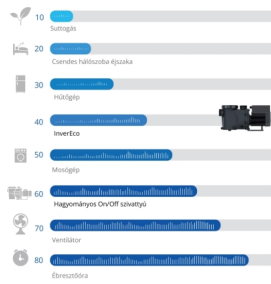 10
Suttogás
20
Csendes hálószoba éjszaka
30
Hűtőgép
40
InverEco
50
Mosógép
60
Hagyományos On/Off szivattyú
70
Ventilátor
80
Ébresztőóra